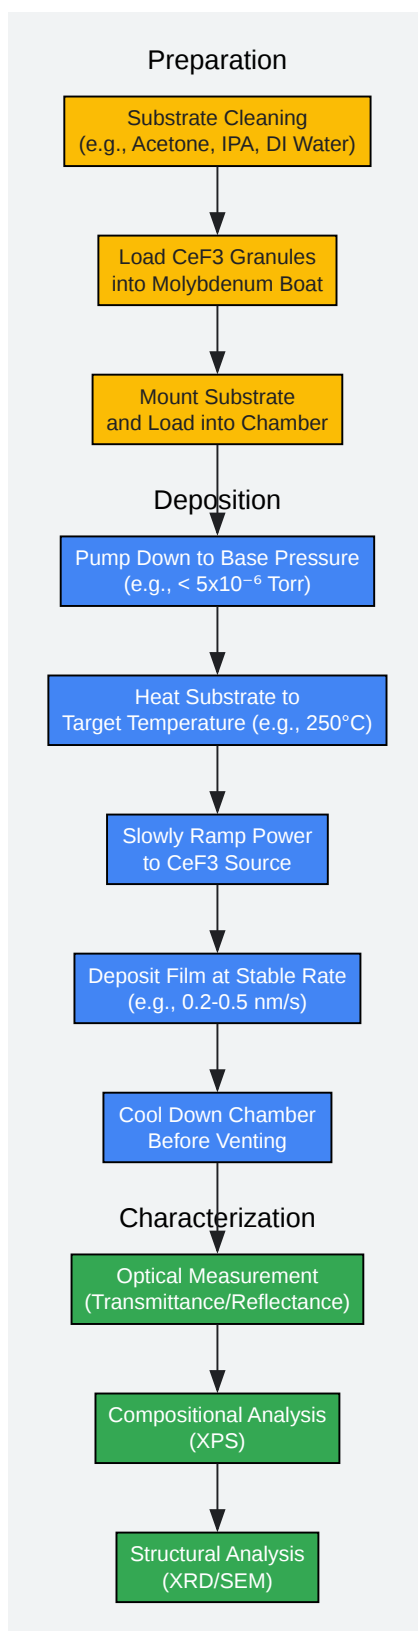 Preparation
Substrate Cleaning
(e.g., Acetone, IPA, DI Water)
Load CeF3 Granules
into Molybdenum Boat
Mount Substrate
and Load into Chamber
Deposition
Pump Down to Base Pressure
(e.g., < 5x10⁻⁶ Torr)
Heat Substrate to
Target Temperature (e.g., 250°C)
Slowly Ramp Power
to CeF3 Source
Deposit Film at Stable Rate
(e.g., 0.2-0.5 nm/s)
Cool Down Chamber
Before Venting
Characterization
Optical Measurement
(Transmittance/Reflectance)
Compositional Analysis
(XPS)
Structural Analysis
(XRD/SEM)